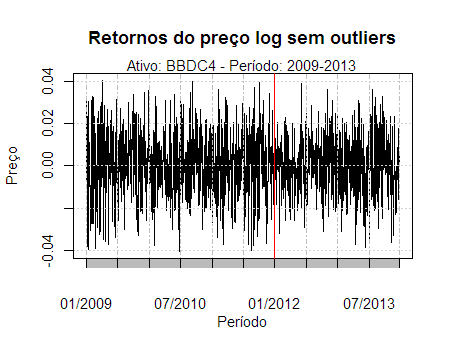 Retornos do preço log sem outliers
Ativo: BBDC4 - Período: 2009-2013
Preço
0.04
0.02
0.00
-0.04
01/2009 07/2010 01/2012 07/2013
Período